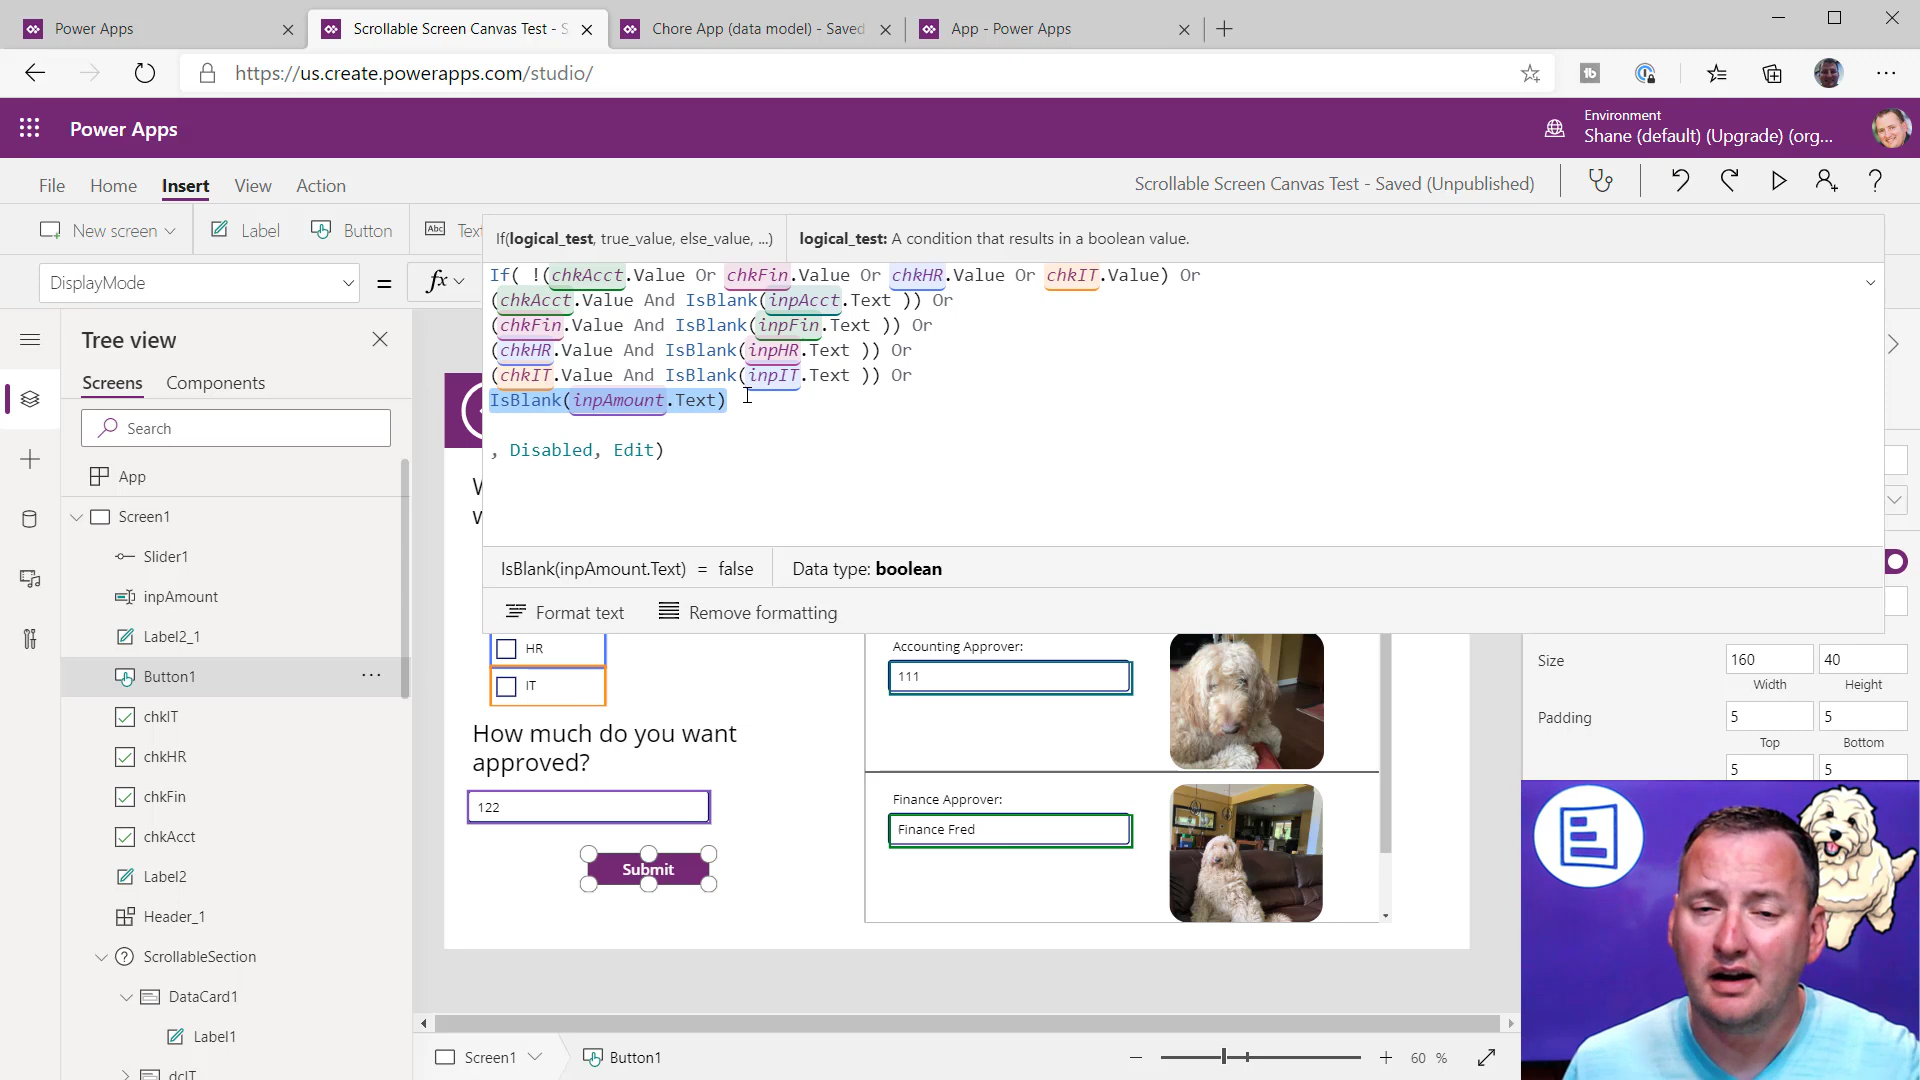 Power Apps
Scrollable Screen Canvas Test - S
Chore App (data model) - Saved
App - Power Apps
https://us.create.powerapps.com/studio/
Power Apps
Environment
Shane (default) (Upgrade) (org...
File
Home
Insert
View
Action
Scrollable Screen Canvas Test - Saved (Unpublished)
New screen
Label
Button
Abc
Text
If(logical_test, true_value, else_value, ...)
logical_test: A condition that results in a boolean value.
DisplayMode
=
fx
If( !(chkAcct.Value Or chkFin.Value Or chkHR.Value Or chkIT.Value) Or
(chkAcct.Value And IsBlank(inpAcct.Text )) Or
(chkFin.Value And IsBlank(inpFin.Text )) Or
(chkHR.Value And IsBlank(inpHR.Text )) Or
(chkIT.Value And IsBlank(inpIT.Text )) Or
IsBlank(inpAmount.Text)
, Disabled, Edit)
IsBlank(inpAmount.Text) = false
Data type: boolean
Format text
Remove formatting
Tree view
Screens
Components
Search
App
Screen1
Slider1
inpAmount
Label2_1
Button1
chkIT
chkHR
chkFin
chkAcct
Label2
Header_1
ScrollableSection
DataCard1
Label1
dcIT
HR
IT
How much do you want
approved?
122
Submit
Accounting Approver:
111
Finance Approver:
Finance Fred
Size
160
40
Width
Height
Padding
5
5
Top
Bottom
5
5
Screen1
Button1
60 %